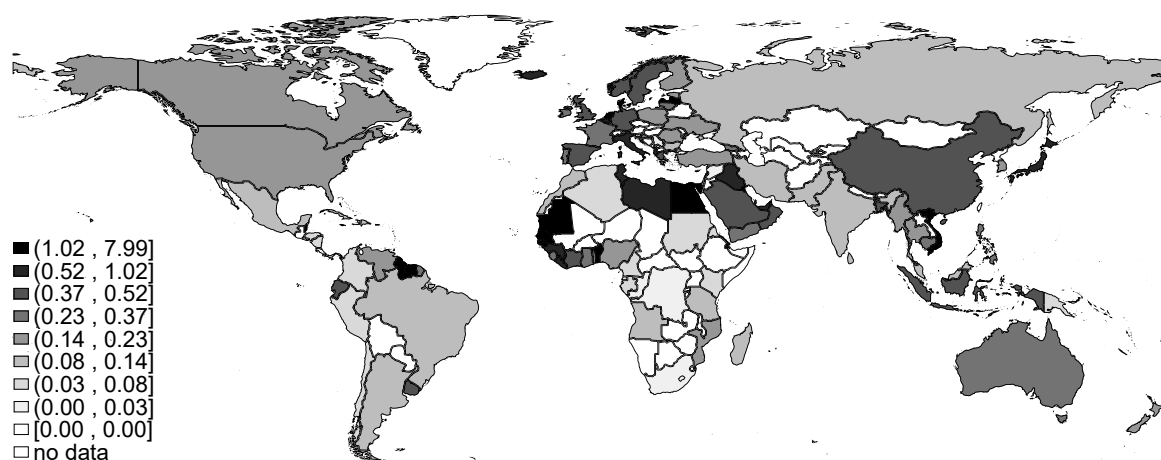 (1.02 , 7.99]
(0.52 , 1.02]
(0.37 , 0.52]
(0.23 , 0.37]
(0.14 , 0.23]
(0.08 , 0.14]
(0.03 , 0.08]
(0.00 , 0.03]
[0.00 , 0.00]
no data